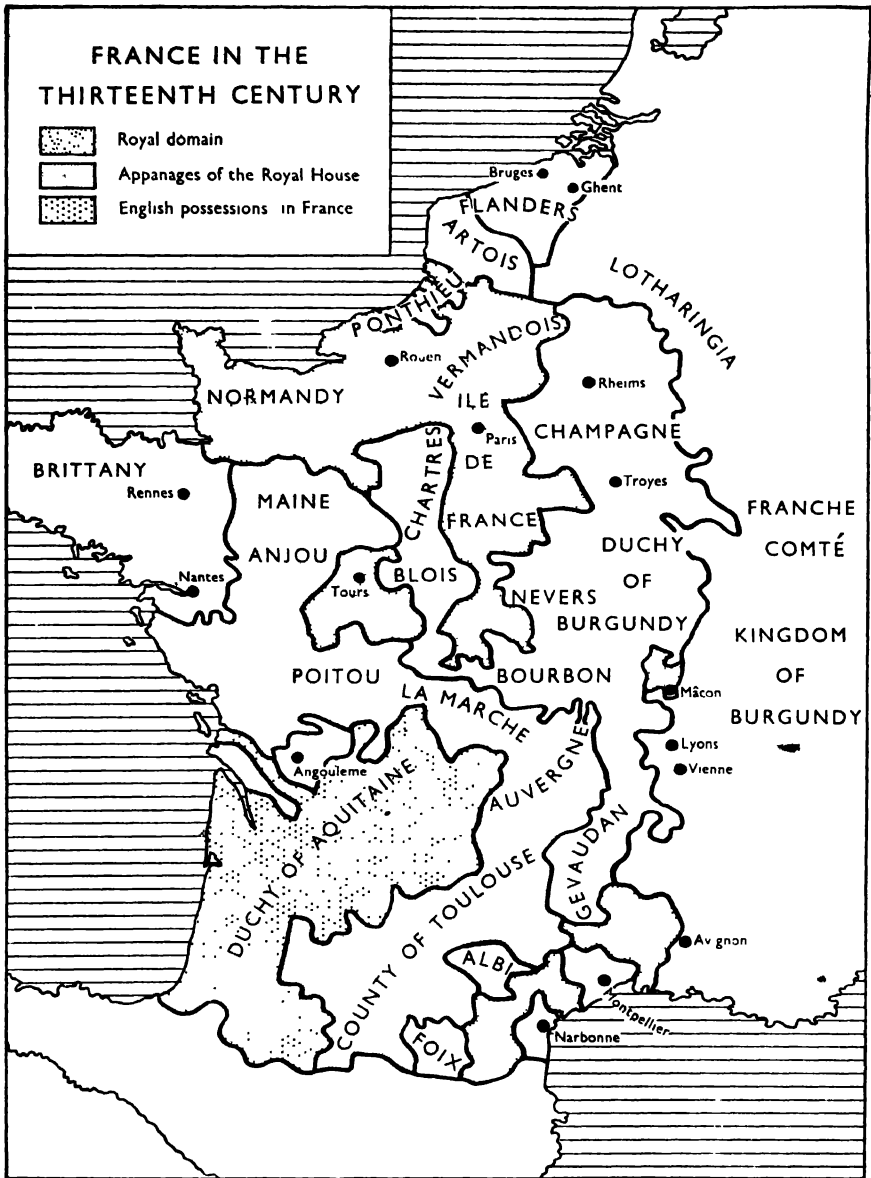 FRANCE IN THE
THIRTEENTH CENTURY
Royal domain
Appanages of the Royal House
English possessions in France
Bruges
Ghent
FLANDERS
ARTOIS
LOTHARINGIA
PONTHIEU
VERMANDOIS
Rouen
NORMANDY
Rheims
ILE
Paris
CHAMPAGNE
DE
BRITTANY
Rennes
MAINE
CHARTRES
Troyes
FRANCE
FRANCHE
COMTÉ
ANJOU
DUCHY
OF
BURGUNDY
Nantes
Tours
BLOIS
NEVERS
KINGDOM
OF
BURGUNDY
POITOU
BOURBON
LA MARCHE
Mâcon
Lyons
Vienne
Angouleme
AUVERGNE
DUCHY OF AQUITAINE
GEVAUDAN
COUNTY OF TOULOUSE
Avignon
ALBI
Montpellier
FOIX
Narbonne